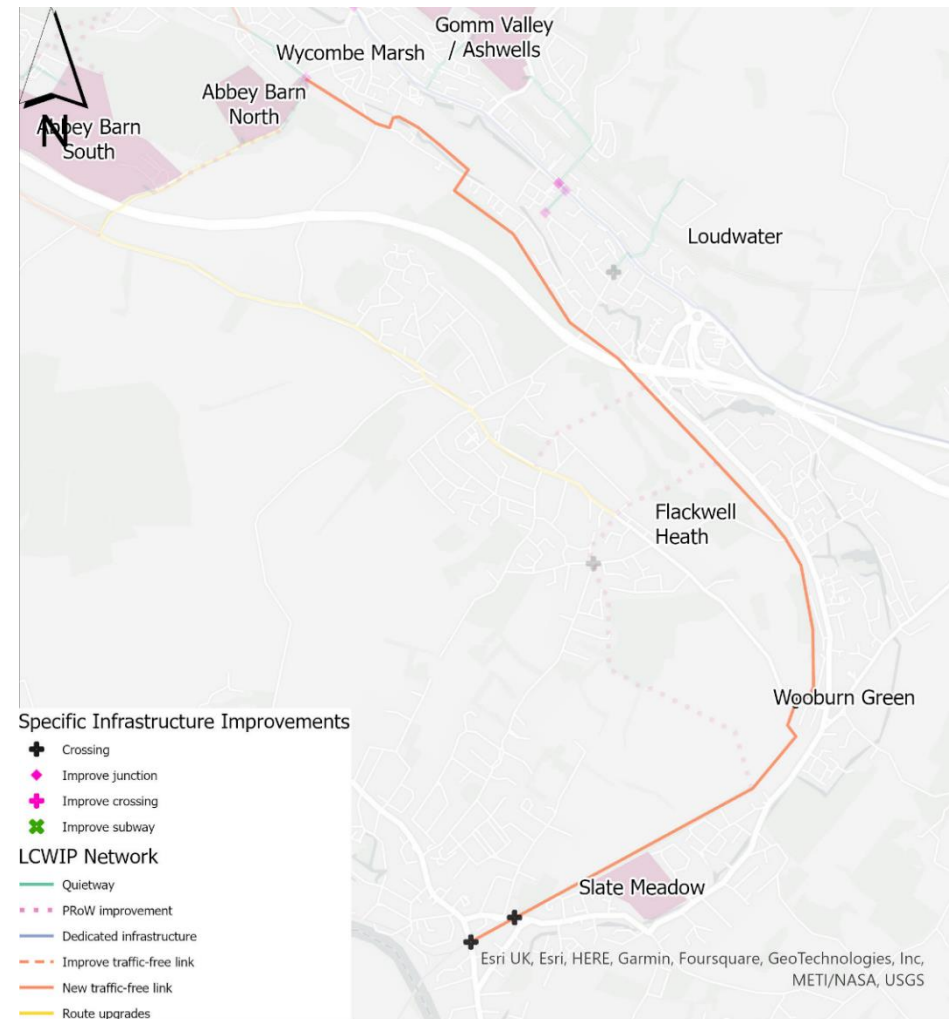 Gomm Valley
/ Ashwells
Wycombe Marsh
Abbey Barn
North
Abbey Barn
South
N
Loudwater
Flackwell
Heath
Wooburn Green
Slate Meadow
Specific Infrastructure Improvements
Crossing
Improve junction
Improve crossing
Improve subway
LCWIP Network
Quietway
PRoW improvement
Dedicated infrastructure
Improve traffic-free link
New traffic-free link
Route upgrades
Esri UK, Esri, HERE, Garmin, Foursquare, GeoTechnologies, Inc,
METI/NASA, USGS